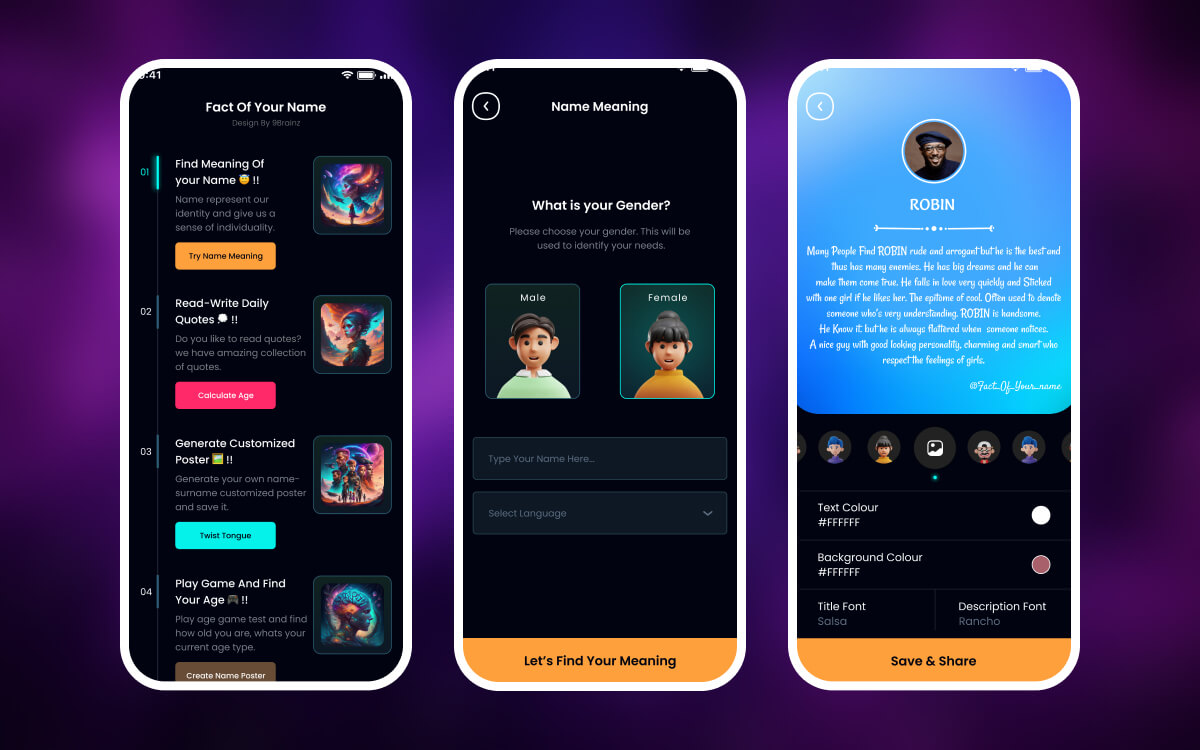 9:41
Fact Of Your Name
Design By 9Brainz
01
Find Meaning Of
your Name 😇 !!
Name represent our
identity and give us a
sense of individuality.
Try Name Meaning
02
Read-Write Daily
Quotes 💭 !!
Do you like to read quotes?
we have amazing collection
of quotes.
Calculate Age
03
Generate Customized
Poster 🖼️ !!
Generate your own name-
surname customized poster
and save it.
Twist Tongue
04
Play Game And Find
Your Age 🎮 !!
Play age game test and find
how old you are, whats your
current age type.
Create Name Poster
Name Meaning
What is your Gender?
Please choose your gender. This will be
used to identify your needs.
Male
Female
Type Your Name Here...
Select Language
Let's Find Your Meaning
ROBIN
Many People Find ROBIN rude and arrogant but he is the best and
thus has many enemies. He has big dreams and he can
make them come true. He falls in love very quickly and Sticked
with one girl if he likes her. The epitome of cool. Often used to denote
someone who's very understanding. ROBIN is handsome.
He Know it but he is always flattered when someone notices.
A nice guy with good looking personality, charming and smart who
respect the feelings of girls.
@Fact_Of_Your_name
Text Colour
#FFFFFF
Background Colour
#FFFFFF
Title Font
Salsa
Description Font
Rancho
Save & Share